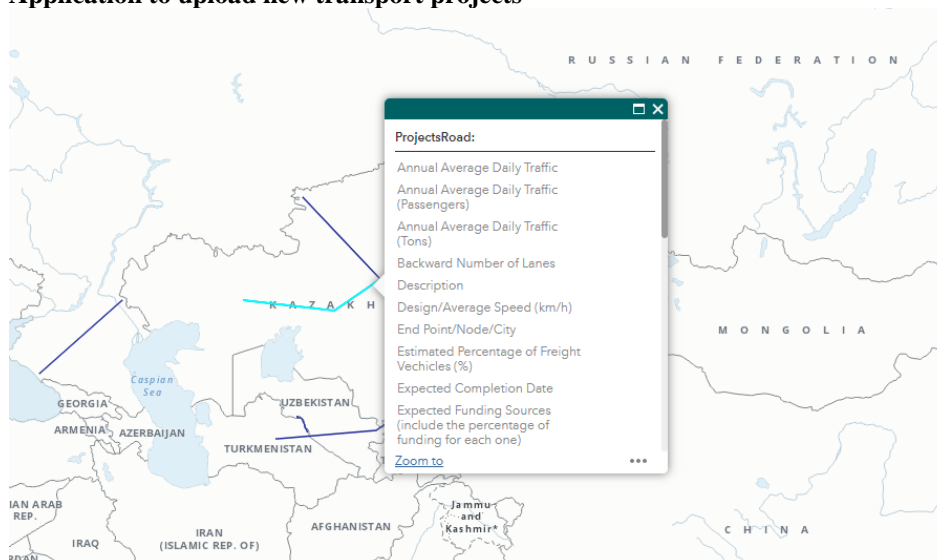 Application to upload new transport projects
RUSSIAN FEDERATION
ProjectsRoad:
Annual Average Daily Traffic
Annual Average Daily Traffic
(Passengers)
Annual Average Daily Traffic
(Tons)
Backward Number of Lanes
Description
Design/Average Speed (km/h)
End Point/Node/City
Estimated Percentage of Freight
Vechicles (%)
Expected Completion Date
Expected Funding Sources
(include the percentage of
funding for each one)
Zoom to
KAZAKH
MONGOLIA
Caspian
Sea
GEORGIA
UZBEKISTAN
ARMENIA
AZERBAIJAN
TURKMENISTAN
IAN ARAB
REP.
IRAQ
IRAN
(ISLAMIC REP. OF)
AFGHANISTAN
Jammu
and
Kashmir*
CHINA